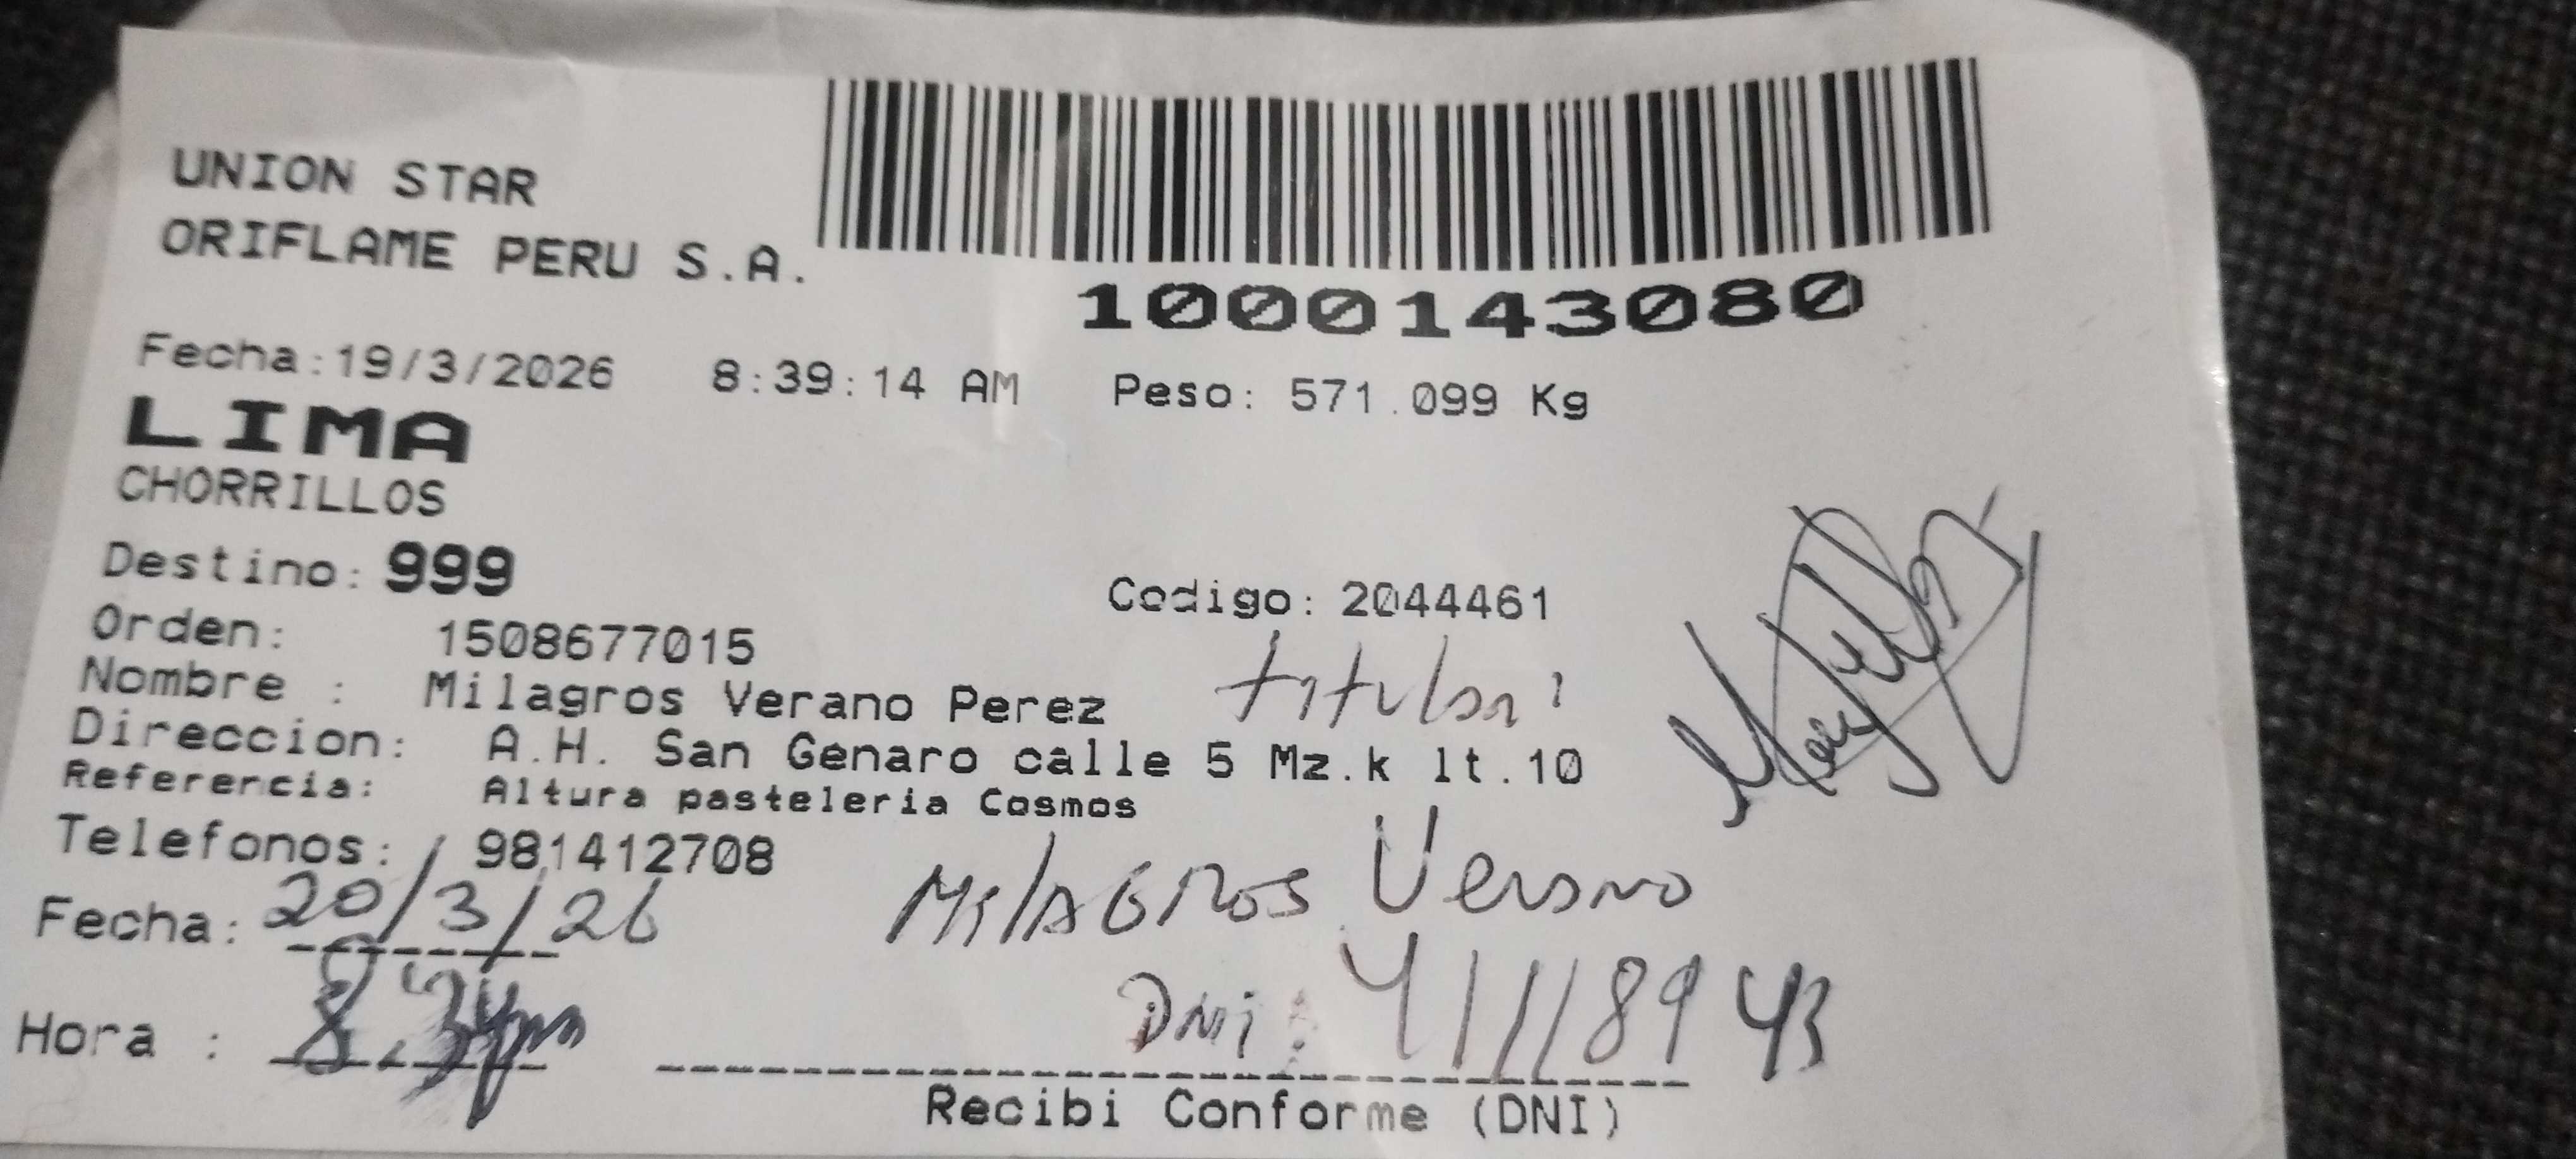 UNION STAR
ORIFLAME PERU S.A.
1000143080
Fecha:19/3/2026 8:39:14 AM Peso: 571.099 Kg
LIMA
CHORRILLOS
Destino: 999
Codigo: 2044461
Orden: 1508677015
Nombre : Milagros Verano Perez titular
Direccion: A.H. San Genaro calle 5 Mz.k lt.10
Referencia: Altura pasteleria Cosmos
Telefonos: 981412708
Milagros Verano
Fecha: 20/3/26
DNI: 41118943
Hora :
Recibi Conforme (DNI)